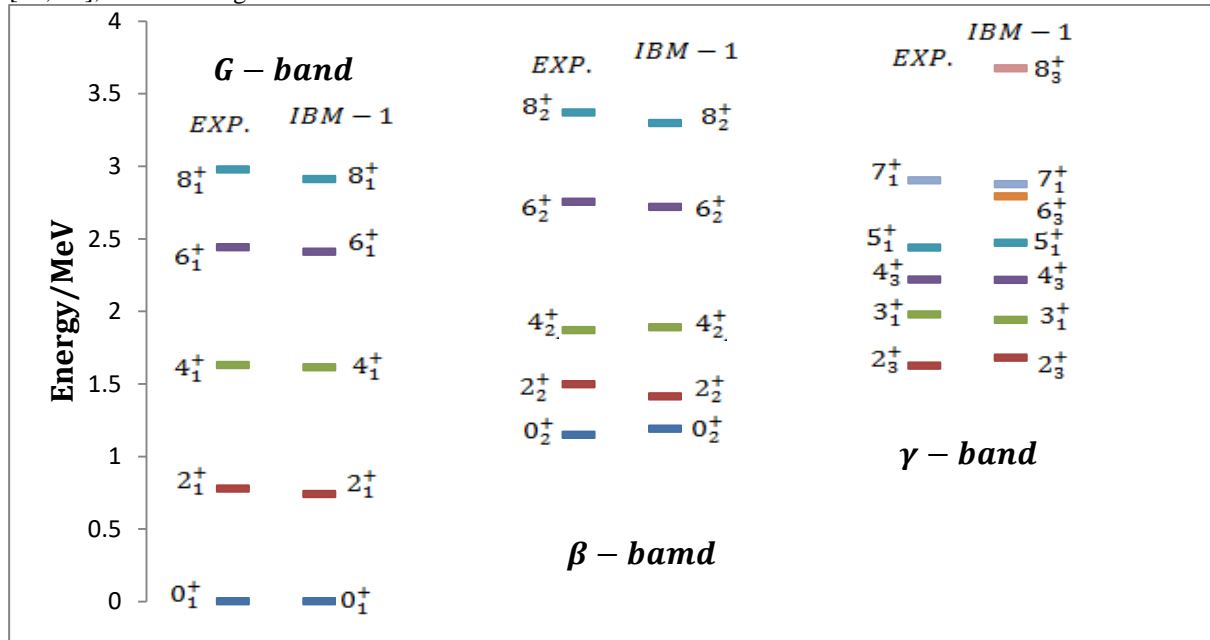 4
IBM − 1
EXP. IBM − 1 EXP. 8₃⁺
G − band
3.5 8₂⁺ 8₂⁺
EXP. IBM − 1
3 8₁⁺ 8₁⁺ 7₁⁺ 7₁⁺
6₂⁺ 6₂⁺ 6₃⁺
2.5 6₁⁺ 6₁⁺ 5₁⁺ 5₁⁺
4₃⁺ 4₃⁺
Energy/MeV
2 4₂⁺ 4₂⁺ 3₁⁺ 3₁⁺
4₁⁺ 4₁⁺ 2₃⁺ 2₃⁺
1.5 2₂⁺ 2₂⁺
0₂⁺ 0₂⁺
1 γ − band
2₁⁺ 2₁⁺
0.5 β − bamd
0 0₁⁺ 0₁⁺